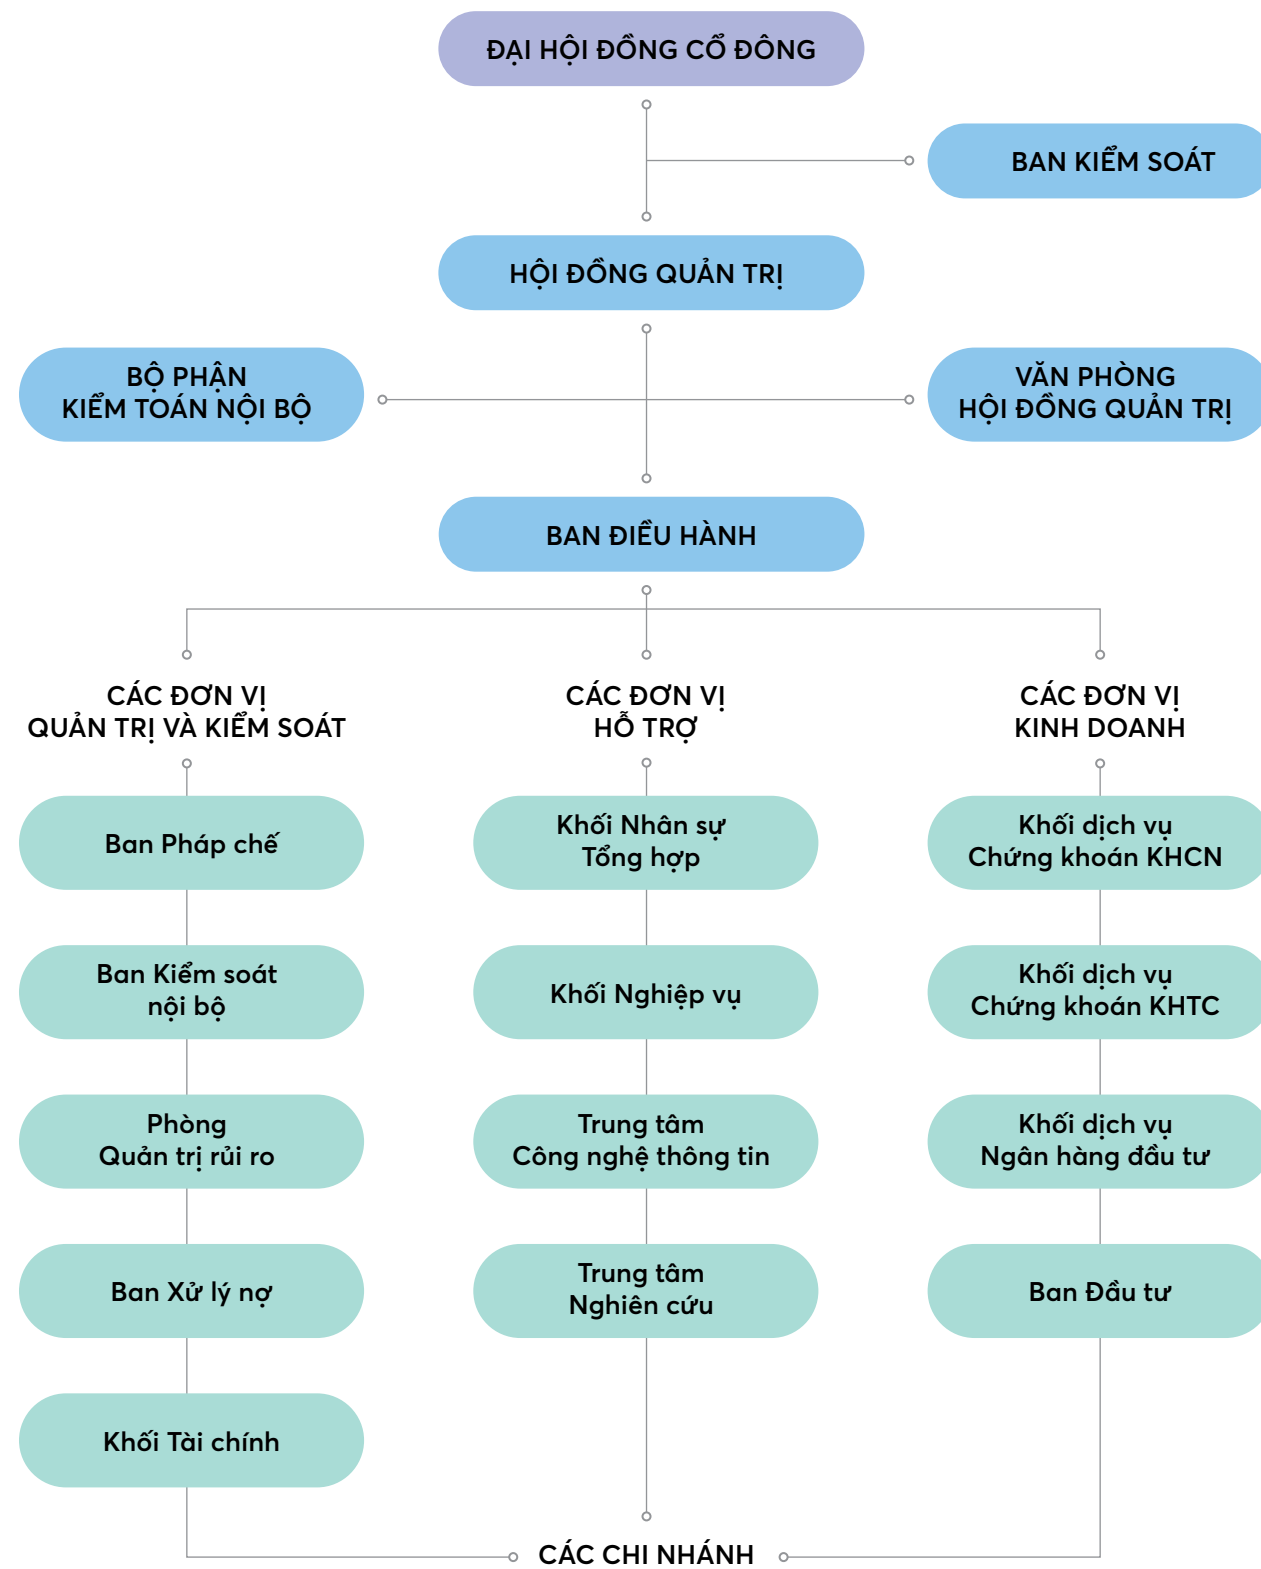 ĐẠI HỘI ĐỒNG CỔ ĐÔNG
BAN KIỂM SOÁT
HỘI ĐỒNG QUẢN TRỊ
BỘ PHẬN
KIỂM TOÁN NỘI BỘ
VĂN PHÒNG
HỘI ĐỒNG QUẢN TRỊ
BAN ĐIỀU HÀNH
CÁC ĐƠN VỊ
QUẢN TRỊ VÀ KIỂM SOÁT
Ban Pháp chế
Ban Kiểm soát
nội bộ
Phòng
Quản trị rủi ro
Ban Xử lý nợ
Khối Tài chính
CÁC ĐƠN VỊ
HỖ TRỢ
Khối Nhân sự
Tổng hợp
Khối Nghiệp vụ
Trung tâm
Công nghệ thông tin
Trung tâm
Nghiên cứu
CÁC ĐƠN VỊ
KINH DOANH
Khối dịch vụ
Chứng khoán KHCN
Khối dịch vụ
Chứng khoán KHTC
Khối dịch vụ
Ngân hàng đầu tư
Ban Đầu tư
CÁC CHI NHÁNH